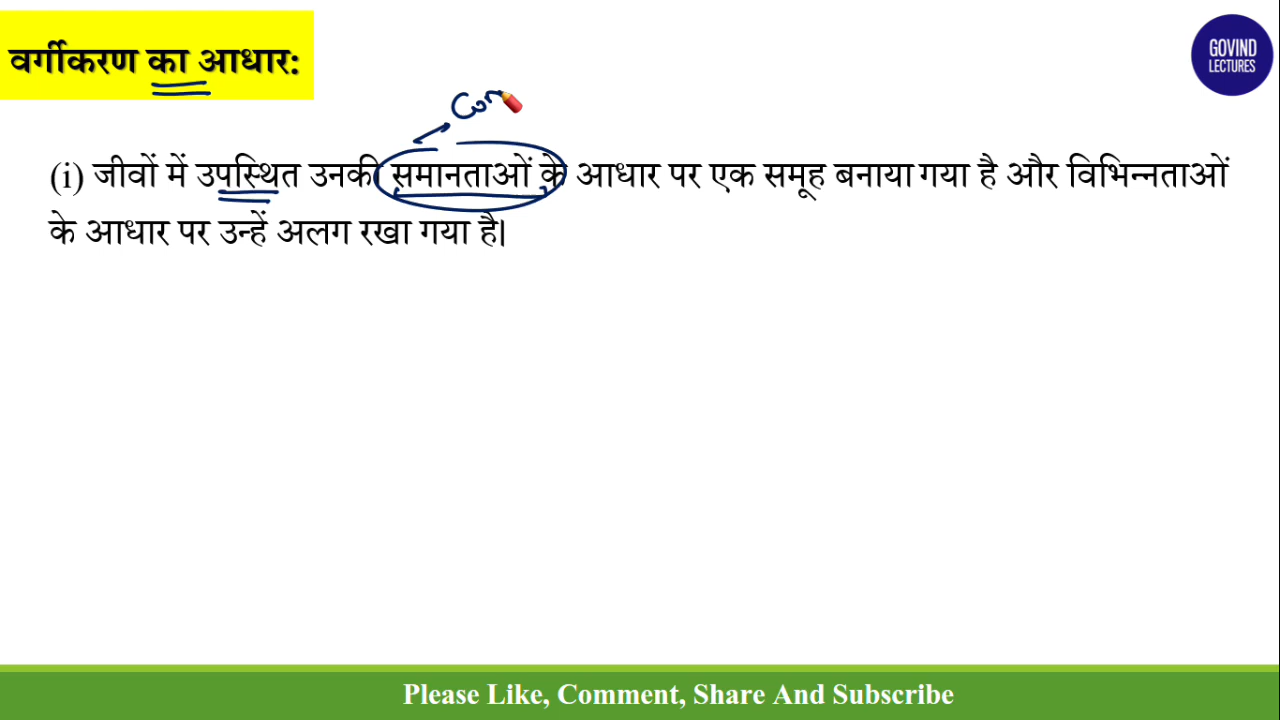 वर्गीकरण का आधार:
GOVIND
LECTURES
Con
(i) जीवों में उपस्थित उनकी समानताओं के आधार पर एक समूह बनाया गया है और विभिन्नताओं
के आधार पर उन्हें अलग रखा गया है।
Please Like, Comment, Share And Subscribe